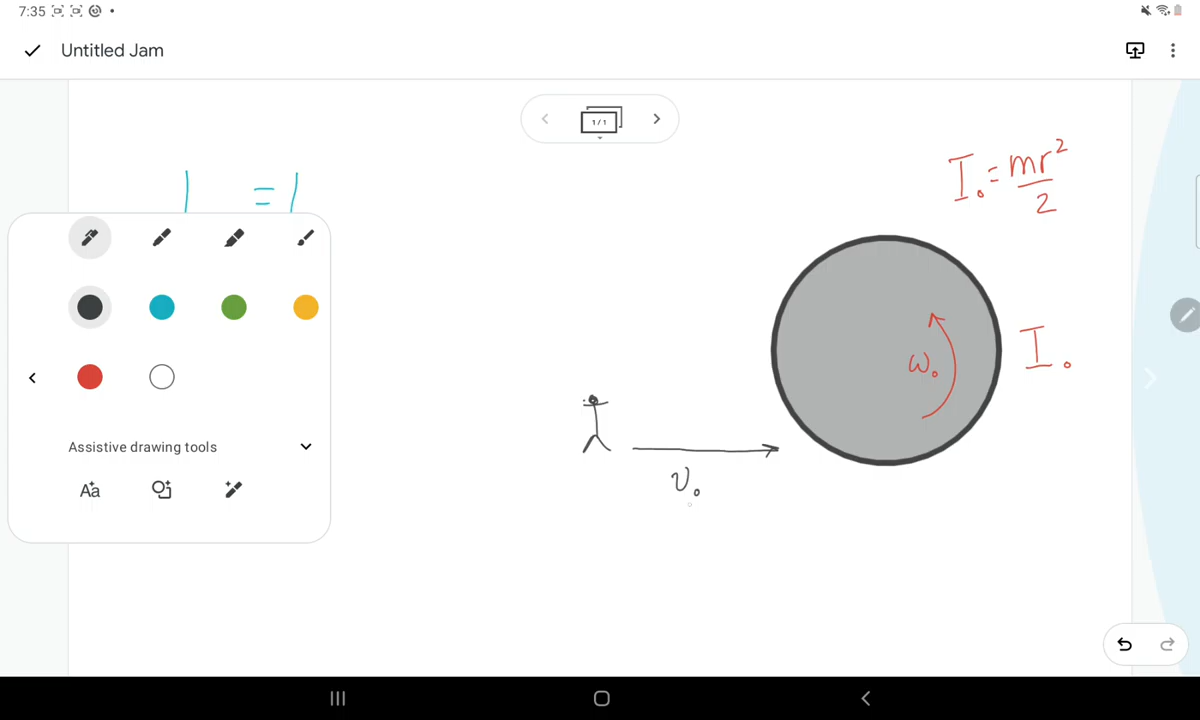 7:35
Untitled Jam
1/1
I₀ = mr²/2
= 
ω₀
I₀
v₀
Assistive drawing tools
Aa